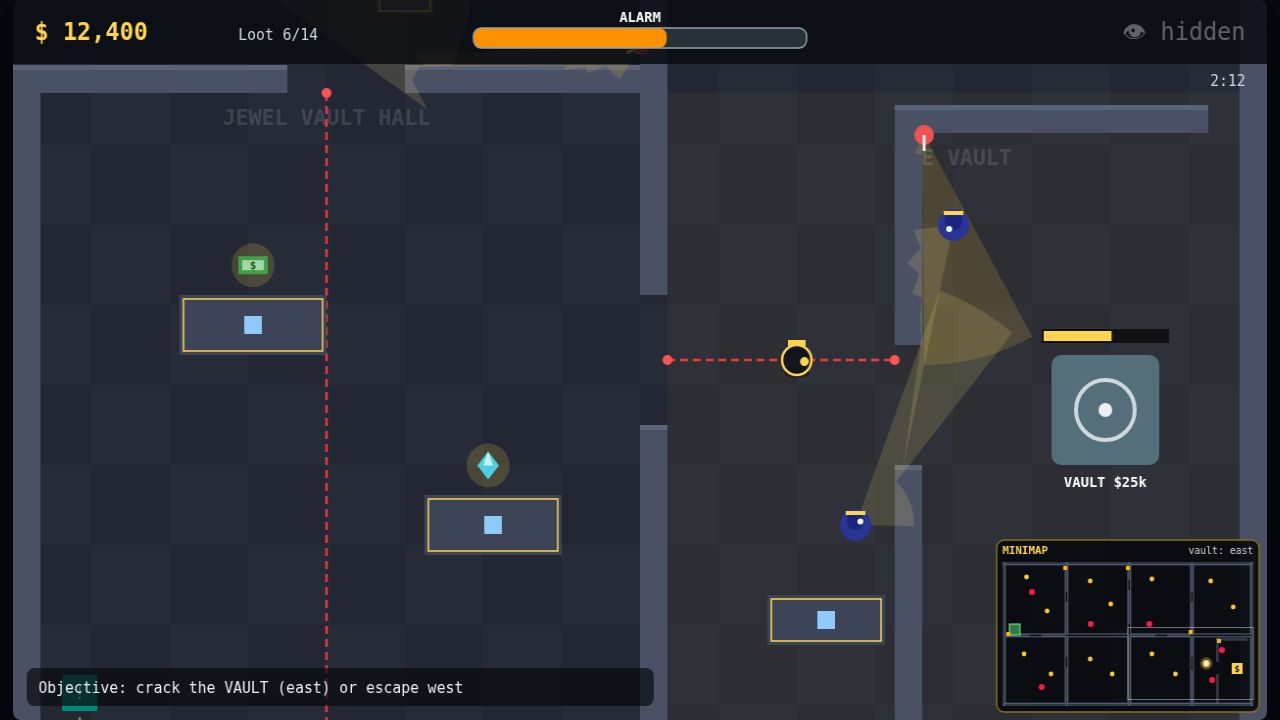 $ 12,400
Loot 6/14
ALARM
hidden
2:12
JEWEL VAULT HALL
E VAULT
$
VAULT $25k
MINIMAP
vault: east
$
Objective: crack the VAULT (east) or escape west